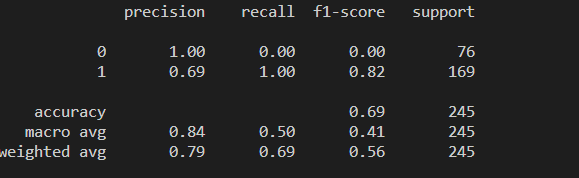 precision recall f1-score support
0 1.00 0.00 0.00 76
1 0.69 1.00 0.82 169
accuracy 0.69 245
macro avg 0.84 0.50 0.41 245
weighted avg 0.79 0.69 0.56 245